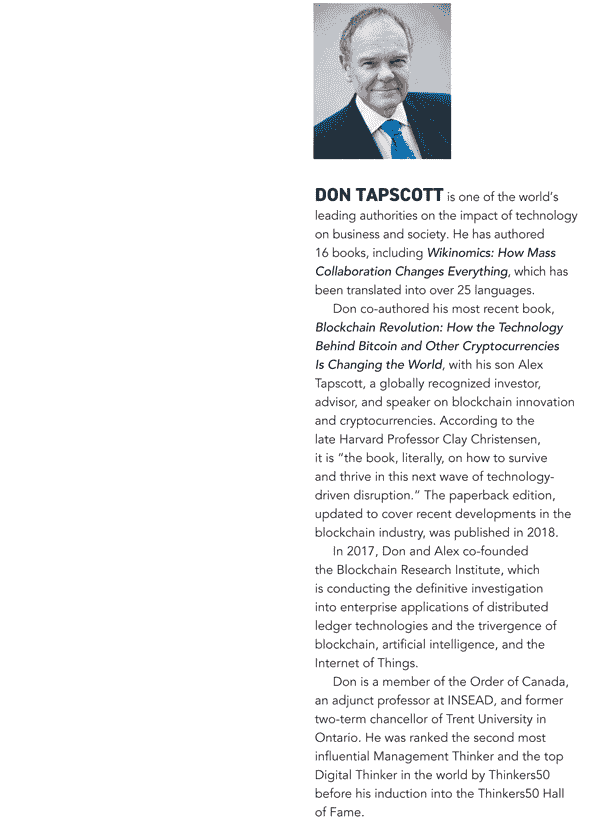 DON TAPSCOTT is one of the world’s
leading authorities on the impact of technology
on business and society. He has authored
16 books, including Wikinomics: How Mass
Collaboration Changes Everything, which has
been translated into over 25 languages.
Don co-authored his most recent book,
Blockchain Revolution: How the Technology
Behind Bitcoin and Other Cryptocurrencies
Is Changing the World, with his son Alex
Tapscott, a globally recognized investor,
advisor, and speaker on blockchain innovation
and cryptocurrencies. According to the
late Harvard Professor Clay Christensen,
it is “the book, literally, on how to survive
and thrive in this next wave of technology-
driven disruption.” The paperback edition,
updated to cover recent developments in the
blockchain industry, was published in 2018.
In 2017, Don and Alex co-founded
the Blockchain Research Institute, which
is conducting the definitive investigation
into enterprise applications of distributed
ledger technologies and the trivergence of
blockchain, artificial intelligence, and the
Internet of Things.
Don is a member of the Order of Canada,
an adjunct professor at INSEAD, and former
two-term chancellor of Trent University in
Ontario. He was ranked the second most
influential Management Thinker and the top
Digital Thinker in the world by Thinkers50
before his induction into the Thinkers50 Hall
of Fame.